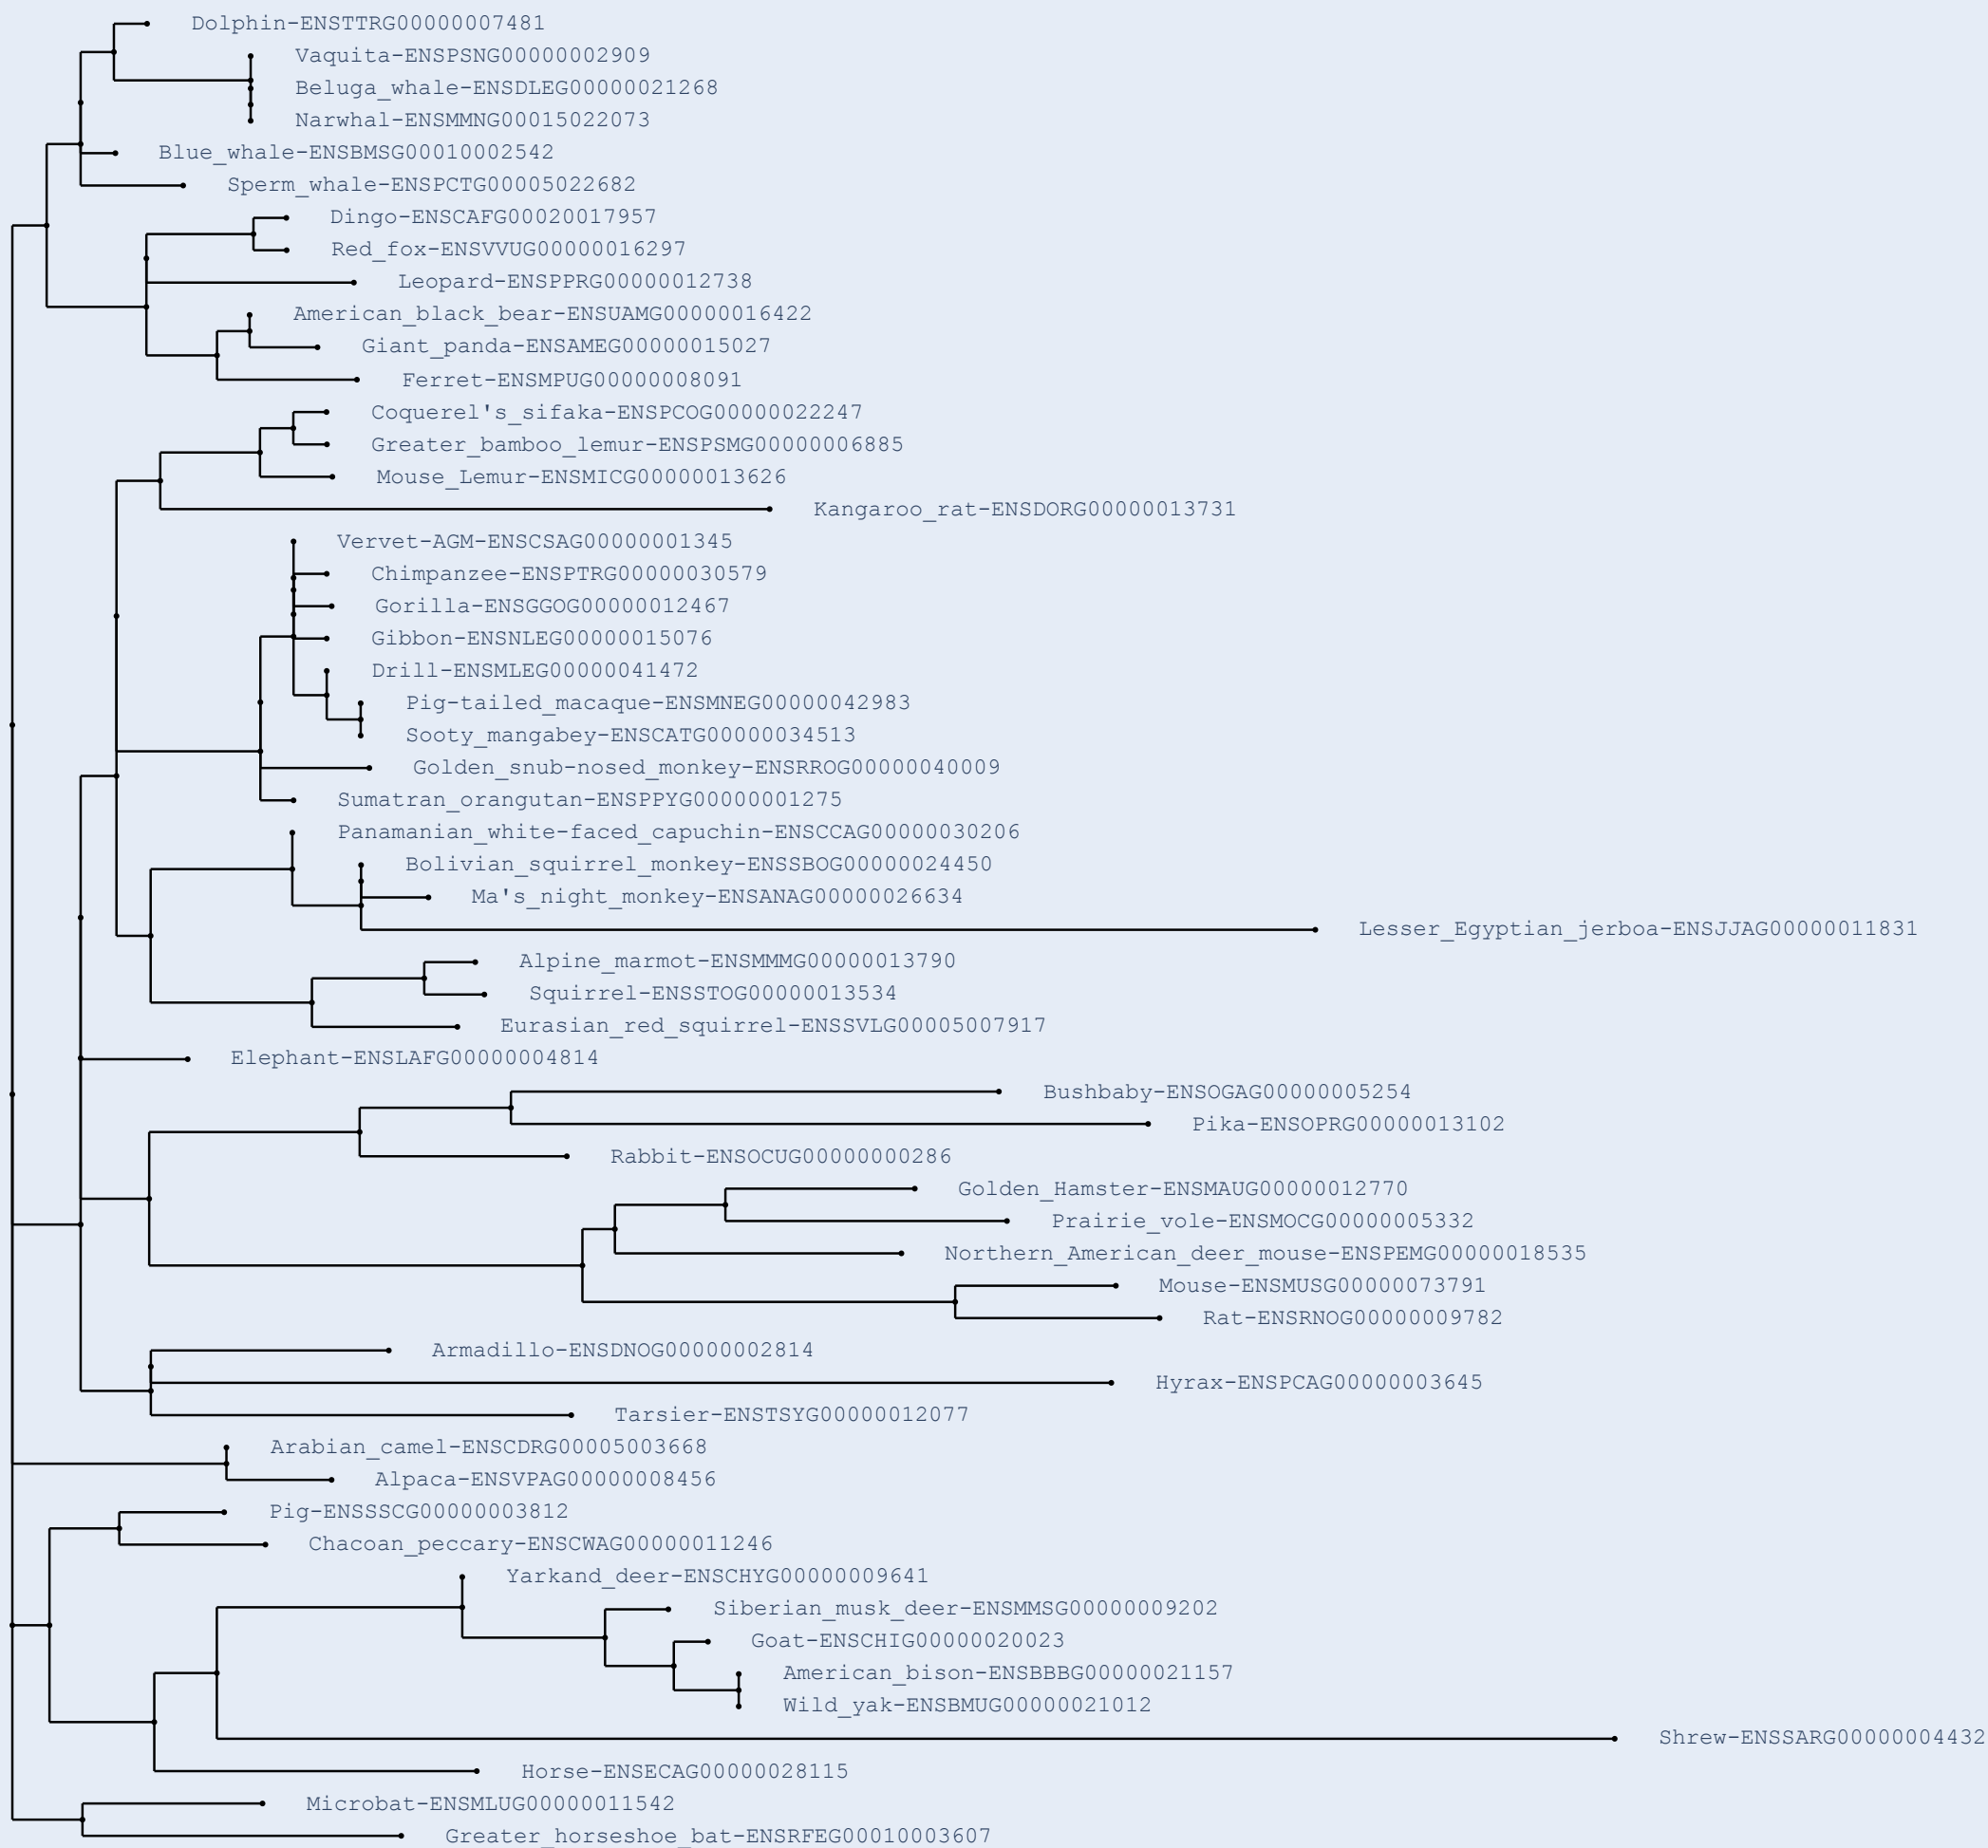 Dolphin-ENSTTRG00000007481
Vaquita-ENSPSNG00000002909
Beluga_whale-ENSDLEG00000021268
Narwhal-ENSMMNG00015022073
Blue_whale-ENSBMSG00010002542
Sperm_whale-ENSPCTG00005022682
Dingo-ENSCAFG00020017957
Red_fox-ENSVVUG00000016297
Leopard-ENSPPRG00000012738
American_black_bear-ENSUAMG00000016422
Giant_panda-ENSAMEG00000015027
Ferret-ENSMPUG00000008091
Coquerel's_sifaka-ENSPCOG00000022247
Greater_bamboo_lemur-ENSPSMG00000006885
Mouse_Lemur-ENSMICG00000013626
Kangaroo_rat-ENSDORG00000013731
Vervet-AGM-ENSCSAG00000001345
Chimpanzee-ENSPTRG00000030579
Gorilla-ENSGGOG00000012467
Gibbon-ENSNLEG00000015076
Drill-ENSMLEG00000041472
Pig-tailed_macaque-ENSMNEG00000042983
Sooty_mangabey-ENSCATG00000034513
Golden_snub-nosed_monkey-ENSRROG00000040009
Sumatran_orangutan-ENSPPYG00000001275
Panamanian_white-faced_capuchin-ENSCCAG00000030206
Bolivian_squirrel_monkey-ENSSBOG00000024450
Ma's_night_monkey-ENSANAG00000026634
Lesser_Egyptian_jerboa-ENSJJAG00000011831
Alpine_marmot-ENSMMMG00000013790
Squirrel-ENSSTOG00000013534
Eurasian_red_squirrel-ENSSVLG00005007917
Elephant-ENSLAFG00000004814
Bushbaby-ENSOGAG00000005254
Pika-ENSOPRG00000013102
Rabbit-ENSOCUG00000000286
Golden_Hamster-ENSMAUG00000012770
Prairie_vole-ENSMOCG00000005332
Northern_American_deer_mouse-ENSPEMG00000018535
Mouse-ENSMUSG00000073791
Rat-ENSRNOG00000009782
Armadillo-ENSDNOG00000002814
Hyrax-ENSPCAG00000003645
Tarsier-ENSTSYG00000012077
Arabian_camel-ENSCDRG00005003668
Alpaca-ENSVPAG00000008456
Pig-ENSSSCG00000003812
Chacoan_peccary-ENSCWAG00000011246
Yarkand_deer-ENSCHYG00000009641
Siberian_musk_deer-ENSMMSG00000009202
Goat-ENSCHIG00000020023
American_bison-ENSBBBG00000021157
Wild_yak-ENSBMUG00000021012
Shrew-ENSSARG00000004432
Horse-ENSECAG00000028115
Microbat-ENSMLUG00000011542
Greater_horseshoe_bat-ENSRFEG00010003607